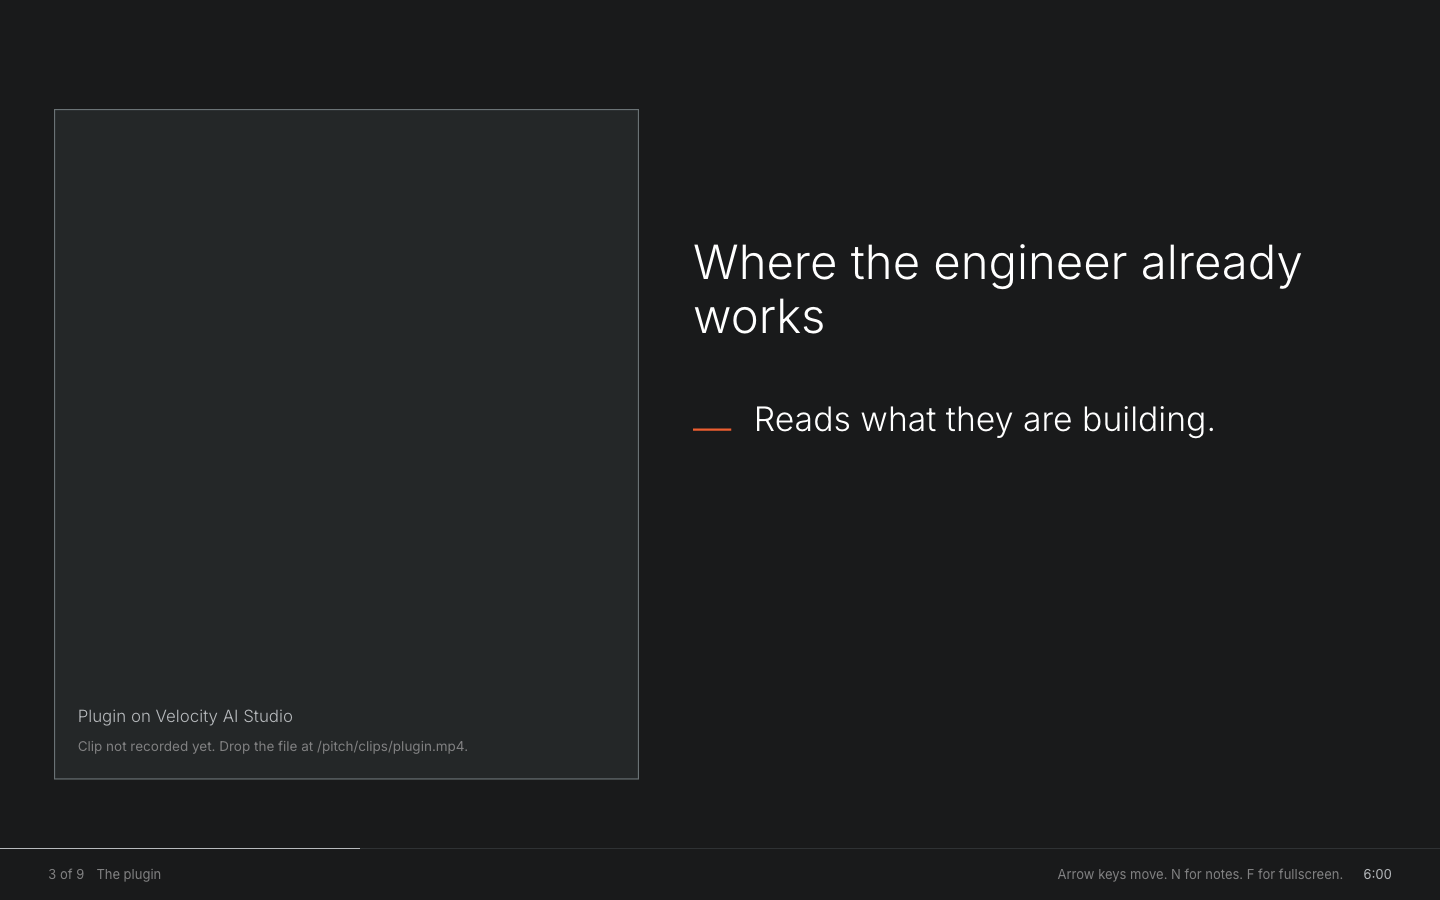 Where the engineer already
works
Reads what they are building.
Plugin on Velocity AI Studio
Clip not recorded yet. Drop the file at /pitch/clips/plugin.mp4.
3 of 9 The plugin
Arrow keys move. N for notes. F for fullscreen. 6:00